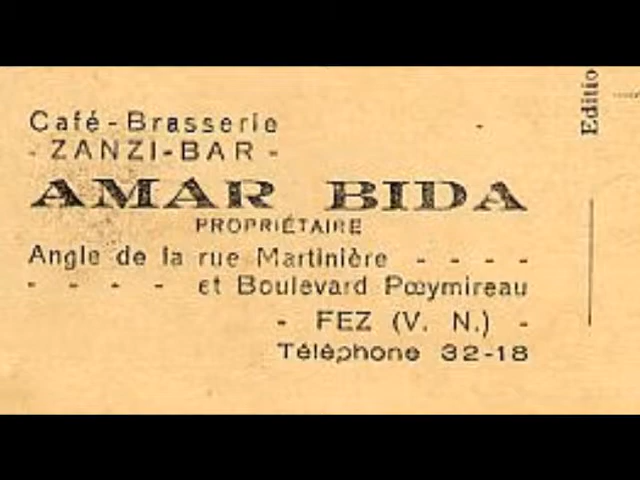 Café-Brasserie -
- ZANZI-BAR -
AMAR BIDA
PROPRIÉTAIRE
Angle de la rue Martinière - - - -
- - - - et Boulevard Pœymireau
- FEZ (V. N.) -
Téléphone 32-18
Editio